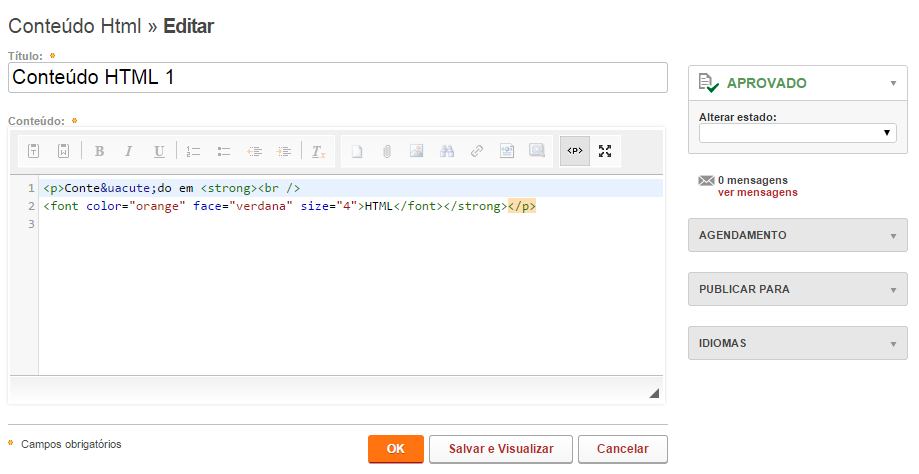 Conteúdo Html » Editar
Título: *
Conteúdo HTML 1
Conteúdo: *
T W B I U Tx <P>
1 <p>Conte&uacute;do em <strong><br />
2 <font color="orange" face="verdana" size="4">HTML</font></strong></p>
3
* Campos obrigatórios
OK
Salvar e Visualizar
Cancelar
APROVADO
Alterar estado:
0 mensagens
ver mensagens
AGENDAMENTO
PUBLICAR PARA
IDIOMAS